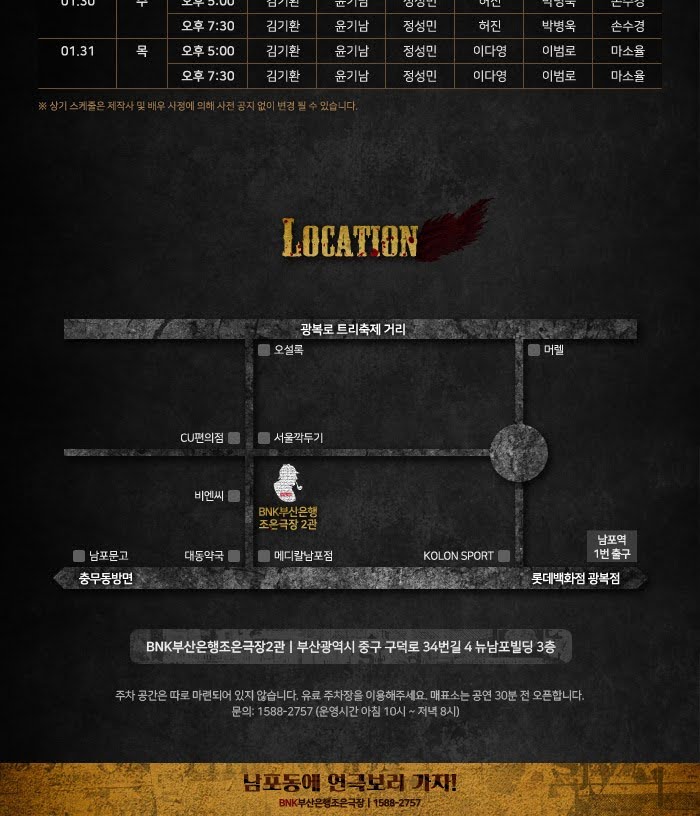 01.30 수 오후 5:00 김기환 윤기남 정성민 허진 박병욱 손수경
오후 7:30 김기환 윤기남 정성민 허진 박병욱 손수경
01.31 목 오후 5:00 김기환 윤기남 정성민 이다영 이범로 마소율
오후 7:30 김기환 윤기남 정성민 이다영 이범로 마소율
※ 상기 스케줄은 제작사 및 배우 사정에 의해 사전 공지 없이 변경 될 수 있습니다.
LOCATION
광복로 트리축제 거리
오설록
머렐
CU편의점
서울깍두기
비엔씨
BNK부산은행
조은극장 2관
남포역
1번 출구
남포문고
대동약국
메디칼남포점
KOLON SPORT
충무동방면
롯데백화점 광복점
BNK부산은행조은극장2관 | 부산광역시 중구 구덕로 34번길 4 뉴남포빌딩 3층
주차 공간은 따로 마련되어 있지 않습니다. 유료 주차장을 이용해주세요. 매표소는 공연 30분 전 오픈합니다.
문의: 1588-2757 (운영시간 아침 10시 ~ 저녁 8시)
남포동에 연극보러 가자!
BNK부산은행조은극장 | 1588-2757